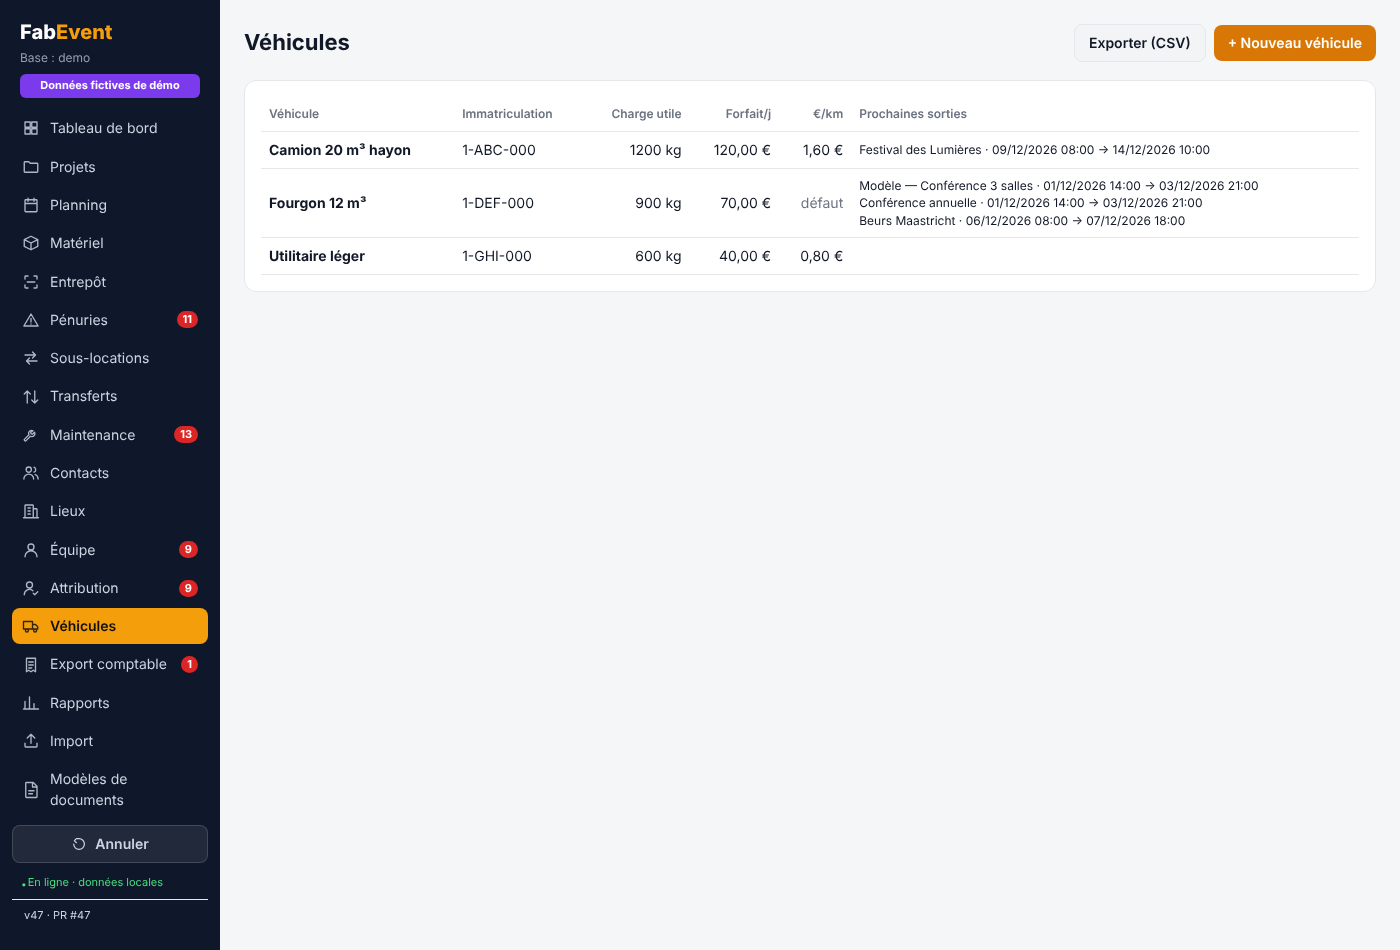 FabEvent
Base : demo
Données fictives de démo
Tableau de bord
Projets
Planning
Matériel
Entrepôt
Pénuries 11
Sous-locations
Transferts
Maintenance 13
Contacts
Lieux
Équipe 9
Attribution 9
Véhicules
Export comptable 1
Rapports
Import
Modèles de
documents
Annuler
En ligne · données locales
v47 · PR #47
Véhicules
Exporter (CSV)
+ Nouveau véhicule
Véhicule Immatriculation Charge utile Forfait/j €/km Prochaines sorties
Camion 20 m³ hayon 1-ABC-000 1200 kg 120,00 € 1,60 € Festival des Lumières · 09/12/2026 08:00 → 14/12/2026 10:00
Fourgon 12 m³ 1-DEF-000 900 kg 70,00 € défaut Modèle — Conférence 3 salles · 01/12/2026 14:00 → 03/12/2026 21:00
Conférence annuelle · 01/12/2026 14:00 → 03/12/2026 21:00
Beurs Maastricht · 06/12/2026 08:00 → 07/12/2026 18:00
Utilitaire léger 1-GHI-000 600 kg 40,00 € 0,80 €